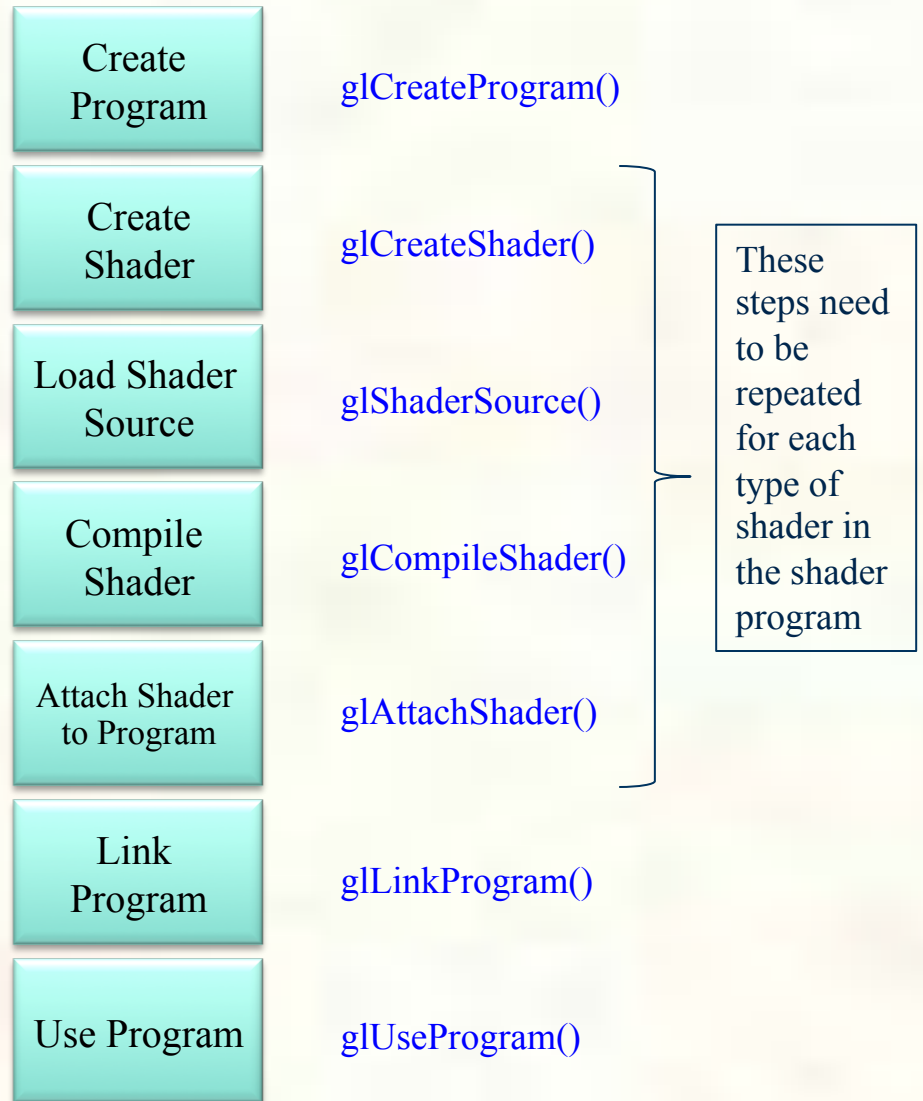 Create
Program
glCreateProgram()
Create
Shader
glCreateShader()
Load Shader
Source
glShaderSource()
Compile
Shader
glCompileShader()
Attach Shader
to Program
glAttachShader()
These
steps need
to be
repeated
for each
type of
shader in
the shader
program
Link
Program
glLinkProgram()
Use Program
glUseProgram()